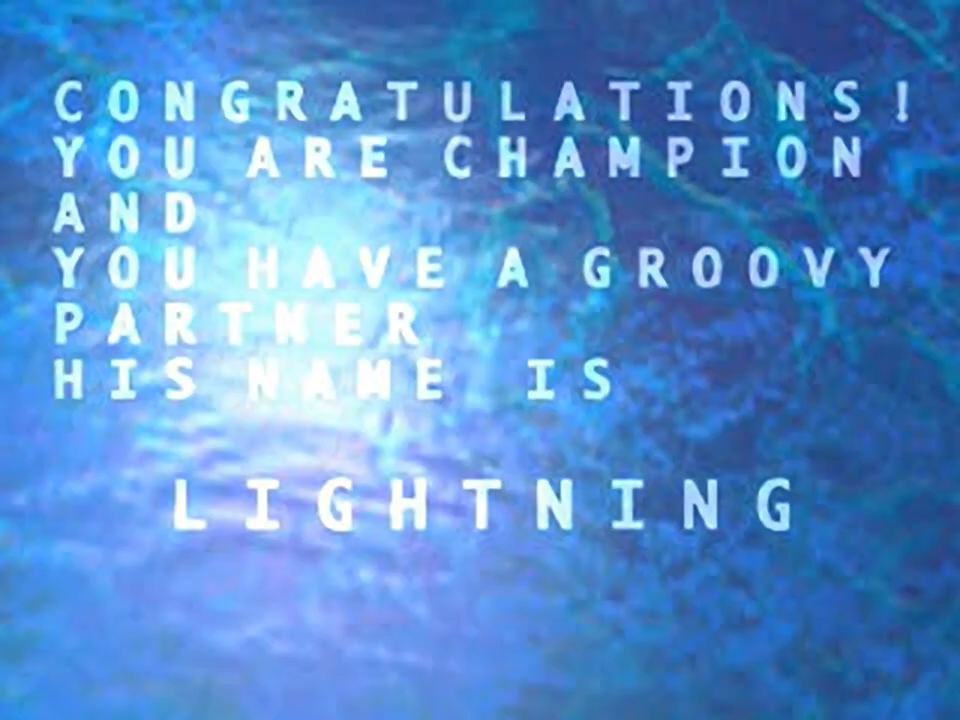 CONGRATULATIONS!
YOU ARE CHAMPION
AND
YOU HAVE A GROOVY
PARTNER
HIS NAME IS
LIGHTNING